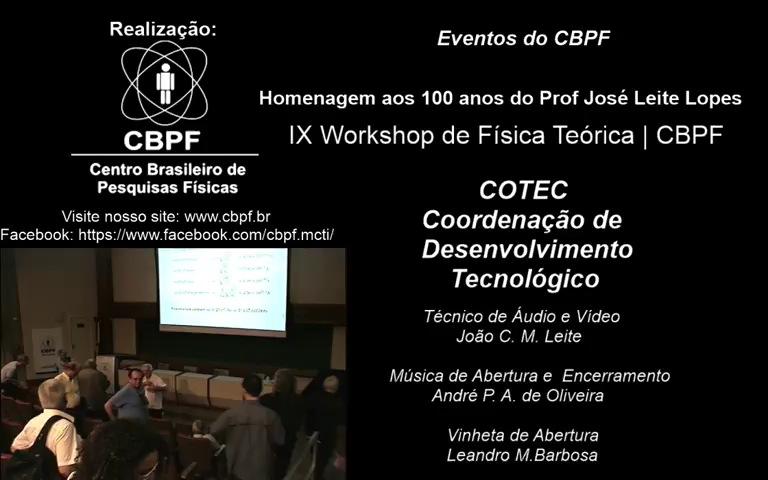 Realização:
CBPF
Centro Brasileiro de
Pesquisas Físicas
Visite nosso site: www.cbpf.br
Facebook: https://www.facebook.com/cbpf.mcti/
Eventos do CBPF
Homenagem aos 100 anos do Prof José Leite Lopes
IX Workshop de Física Teórica | CBPF
COTEC
Coordenação de
Desenvolvimento
Tecnológico
Técnico de Áudio e Vídeo
João C. M. Leite
Música de Abertura e Encerramento
André P. A. de Oliveira
Vinheta de Abertura
Leandro M.Barbosa
CBPF